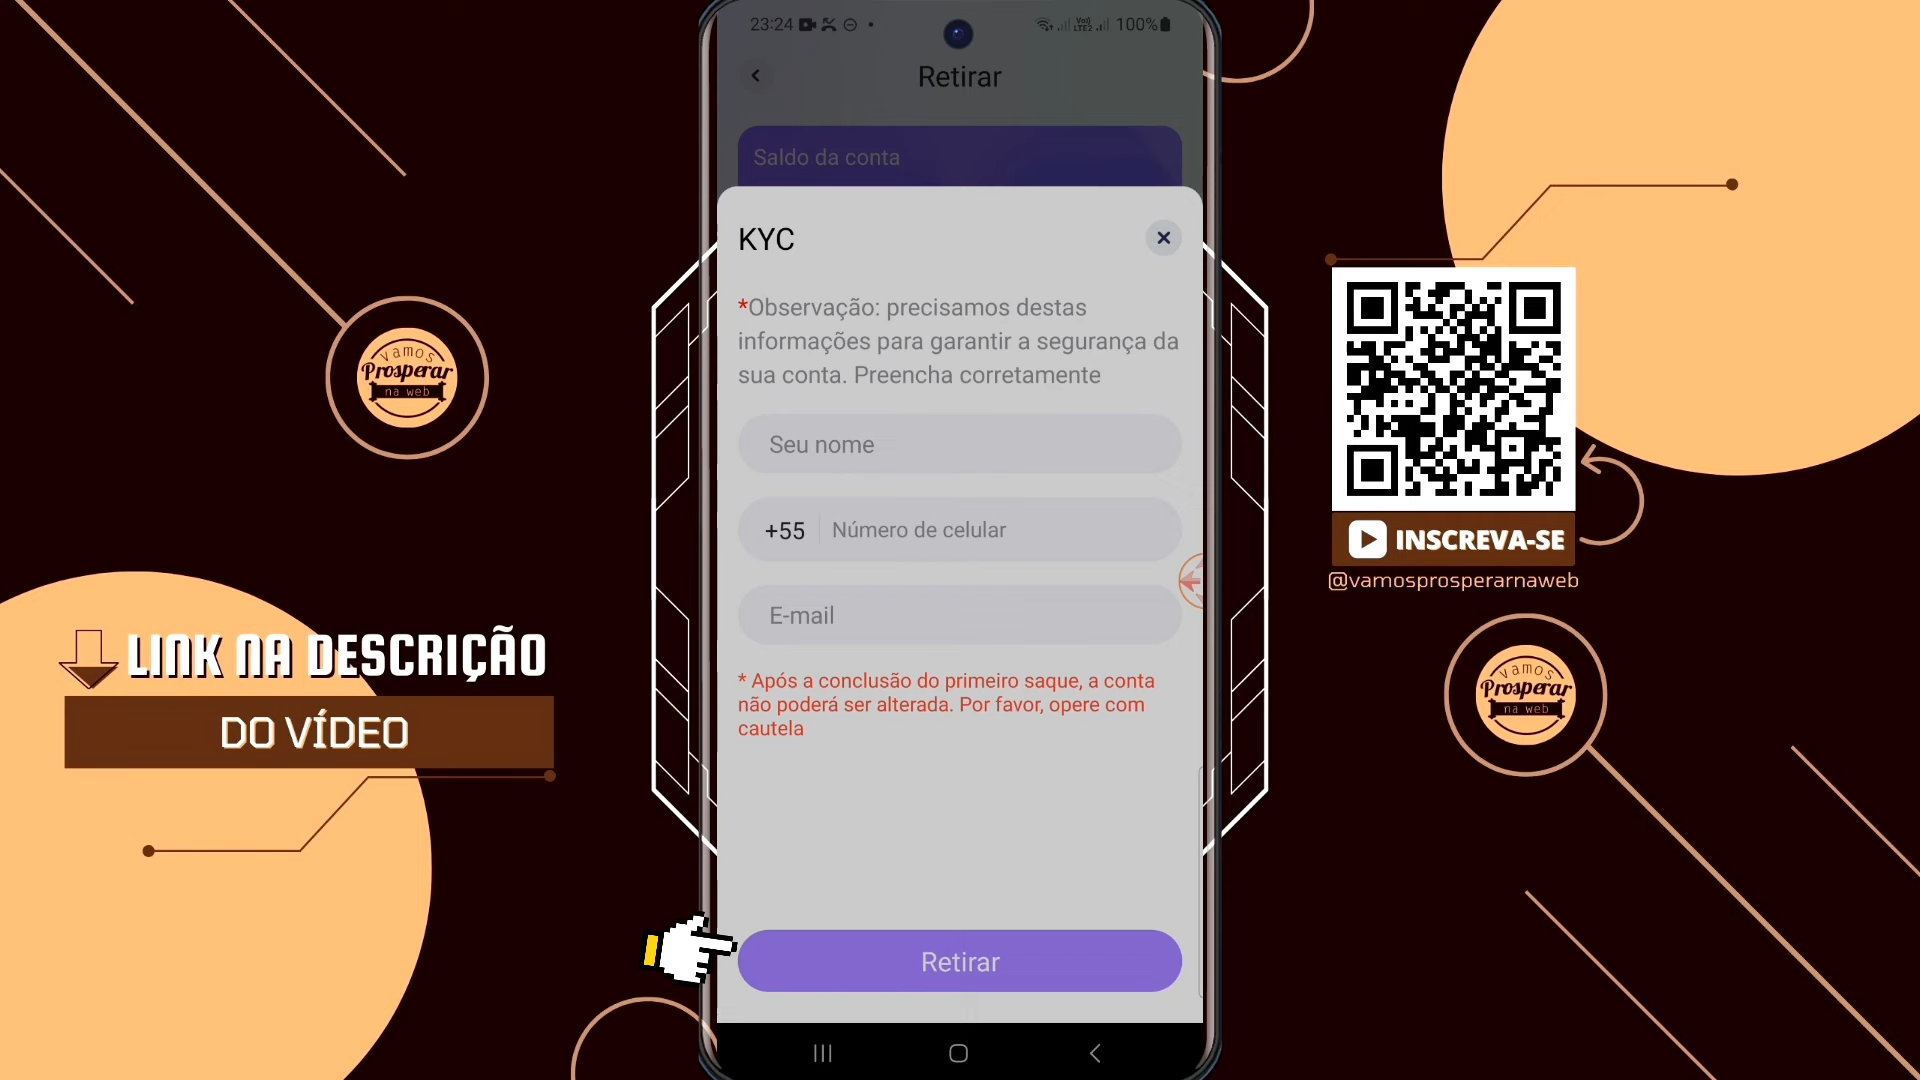 23:24
Vo))
LTE2
100%
Retirar
Saldo da conta
KYC
*Observação: precisamos destas
informações para garantir a segurança da
sua conta. Preencha corretamente
Seu nome
+55 Número de celular
E-mail
* Após a conclusão do primeiro saque, a conta
não poderá ser alterada. Por favor, opere com
cautela
Retirar
vamos
Prosperar
na web
LINK NA DESCRIÇÃO
DO VÍDEO
INSCREVA-SE
@vamosprosperarnaweb
vamos
Prosperar
na web